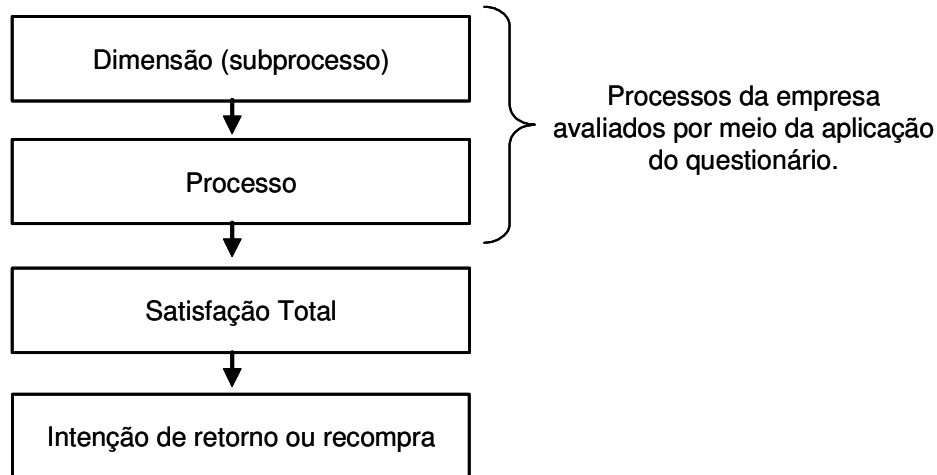 Dimensão (subprocesso)
Processos da empresa
avaliados por meio da aplicação
do questionário.
Processo
Satisfação Total
Intenção de retorno ou recompra